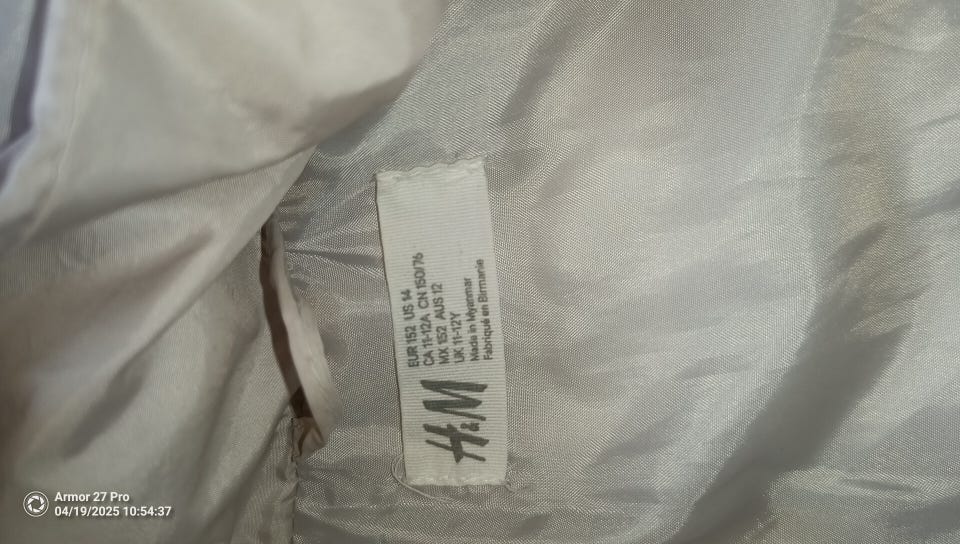 H&M
EUR 152 US 14
CA 11-12A CN 150/76
MX 152 AUS 12
UK 11-12Y
Made in Myanmar
Fabriqué en Birmanie
Armor 27 Pro
04/19/2025 10:54:37